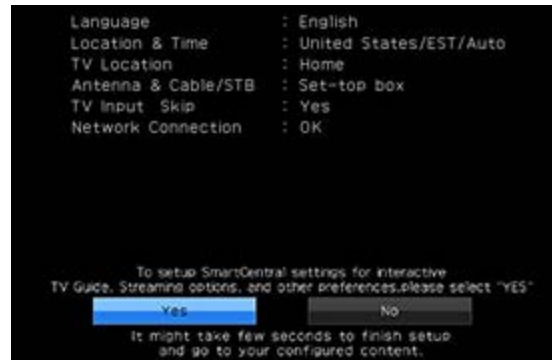 Language : English
Location & Time : United States/EST/Auto
TV Location : Home
Antenna & Cable/STB : Set-top box
TV Input Skip : Yes
Network Connection : OK
To setup SmartCentral settings for interactive
TV Guide, Streaming options, and other preferences,please select "YES"
Yes No
It might take few seconds to finish setup
and go to your configured content.